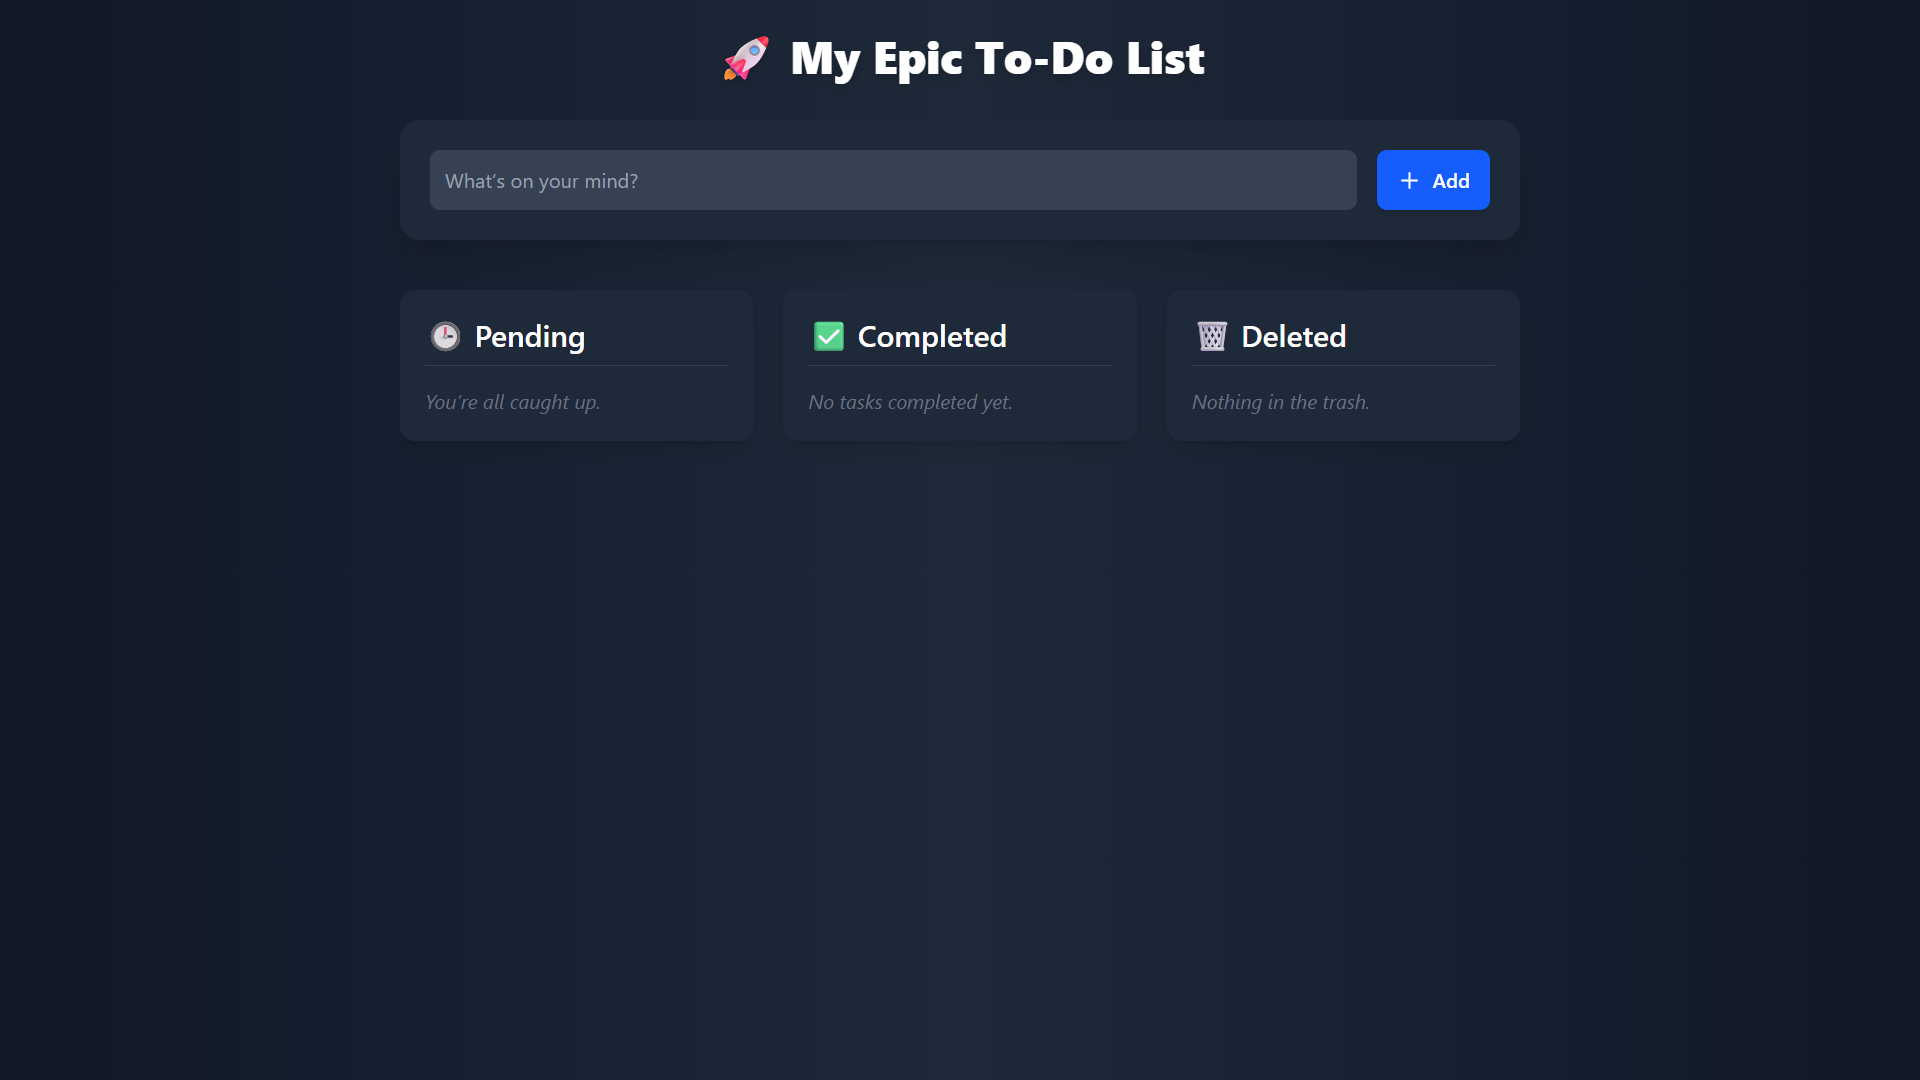 🚀 My Epic To-Do List
What's on your mind?
+ Add
🕒 Pending
You're all caught up.
✅ Completed
No tasks completed yet.
🗑️ Deleted
Nothing in the trash.